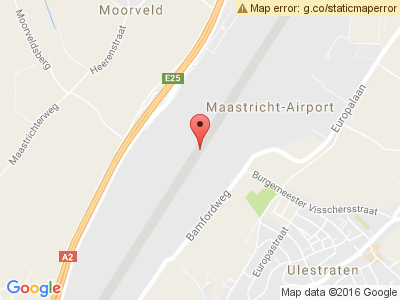 Map error: g.co/staticmaperror
Moorveld
Moorveldsberg
Heerenstraat
E25
Maastricht-Airport
Maastrichterweg
Europalaan
Burgemeester Visschersstraat
Bamfordweg
A2
Europastraat
Ulestraten
Google
Map data ©2016 Google